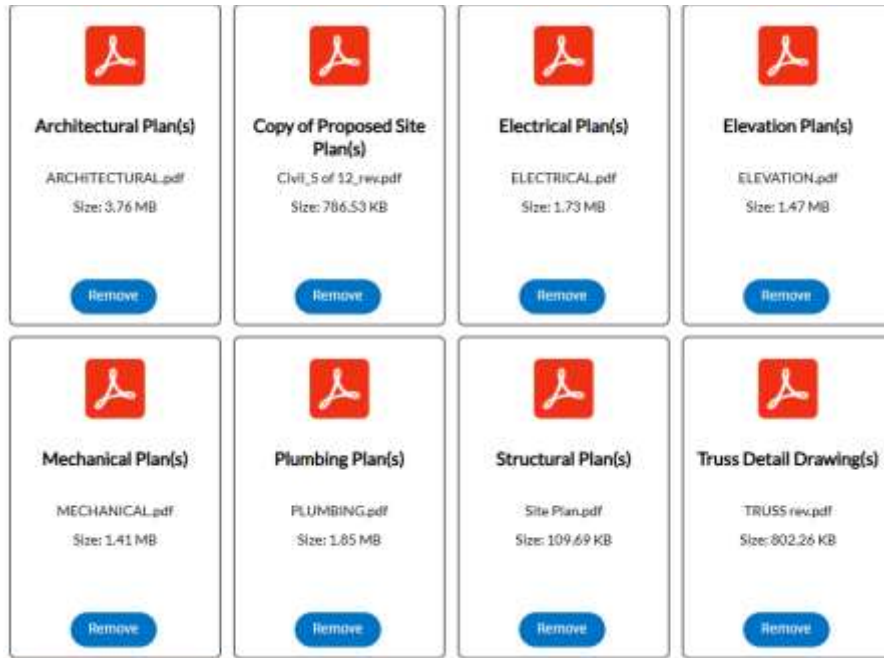 Architectural Plan(s)
ARCHITECTURAL.pdf
Size: 3.76 MB
Remove
Copy of Proposed Site
Plan(s)
Civil_5 of 12_rev.pdf
Size: 786.53 KB
Remove
Electrical Plan(s)
ELECTRICAL.pdf
Size: 1.73 MB
Remove
Elevation Plan(s)
ELEVATION.pdf
Size: 1.47 MB
Remove
Mechanical Plan(s)
MECHANICAL.pdf
Size: 1.41 MB
Remove
Plumbing Plan(s)
PLUMBING.pdf
Size: 1.85 MB
Remove
Structural Plan(s)
Site Plan.pdf
Size: 109.69 KB
Remove
Truss Detail Drawing(s)
TRUSS rev.pdf
Size: 802.26 KB
Remove